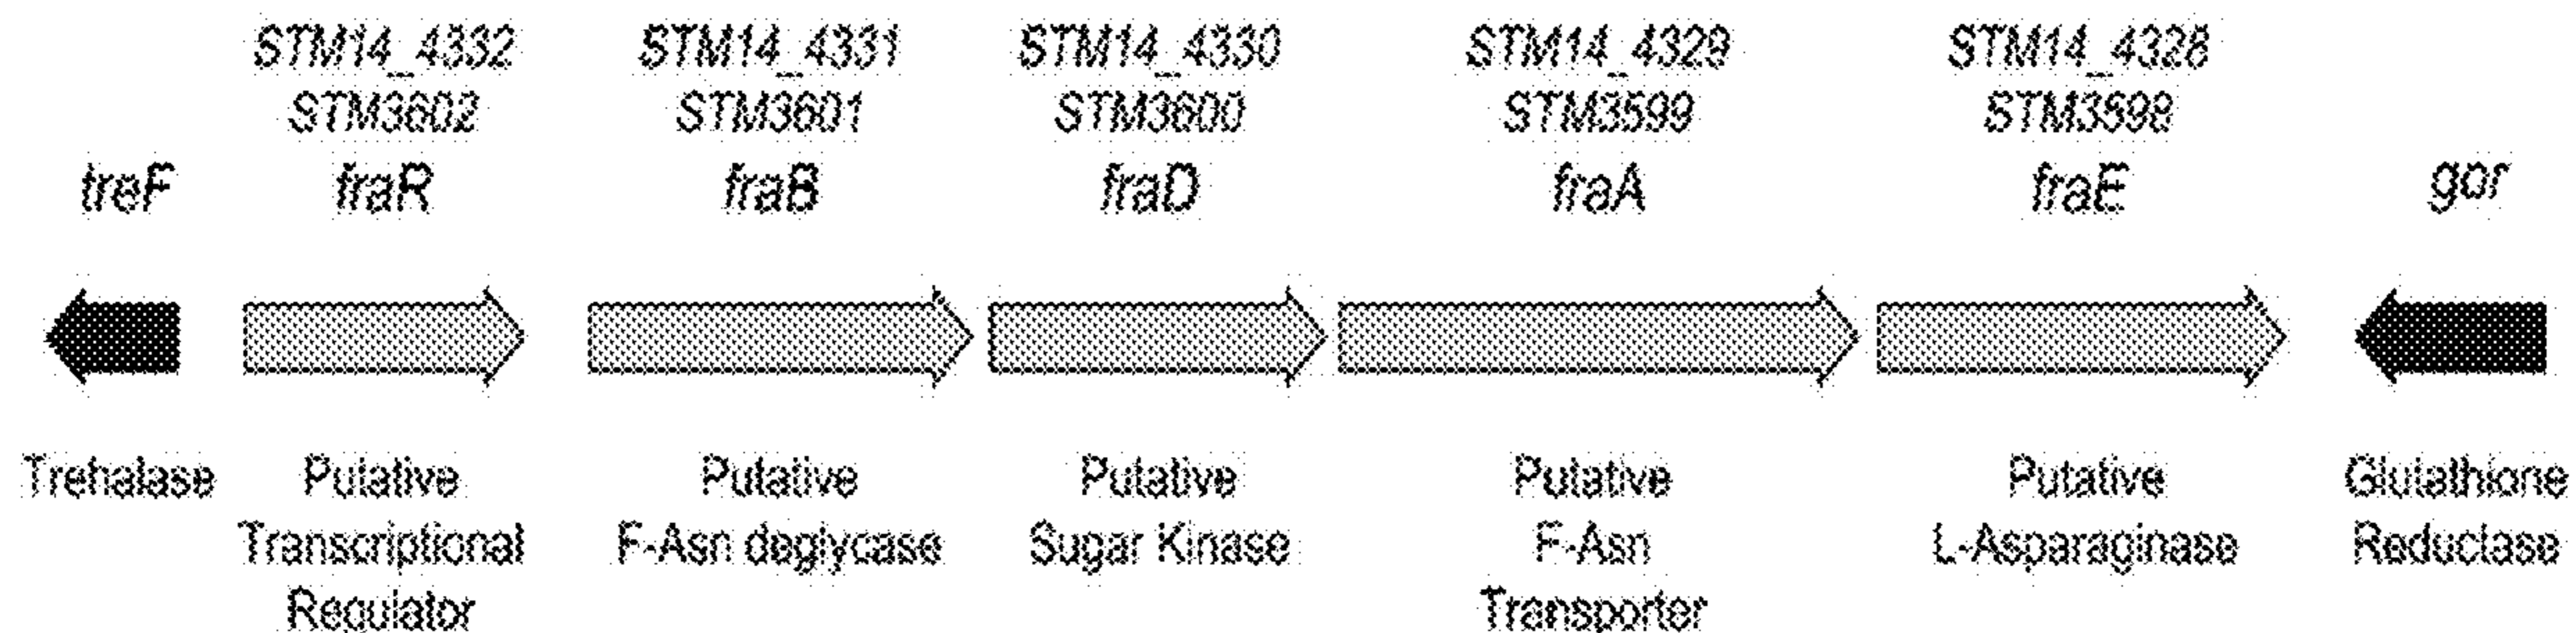 STM14_4332 STM14_4331 STM14_4330 STM14_4329 STM14_4328
STM3602 STM3601 STM3600 STM3599 STM3598
treF fraR fraB fraD fraA fraE gor
Trehalase Putative Putative Putative Putative Putative Glutathione
Transcriptional F-Asn deglycase Sugar Kinase F-Asn L-Asparaginase Reductase
Regulator Transporter